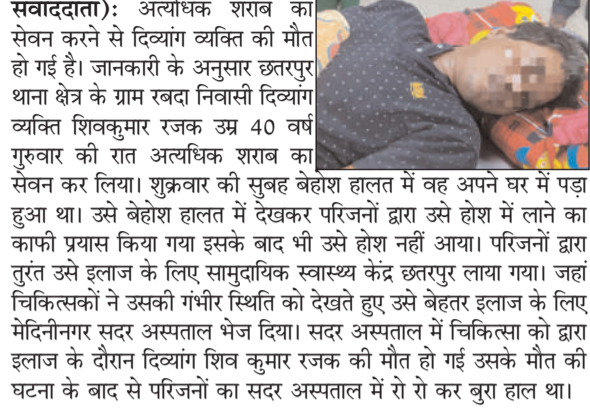 सवाददाता): अत्यधिक शराब का
सेवन करने से दिव्यांग व्यक्ति की मौत
हो गई है। जानकारी के अनुसार छतरपुर
थाना क्षेत्र के ग्राम रबदा निवासी दिव्यांग
व्यक्ति शिवकुमार रजक उम्र 40 वर्ष
गुरुवार की रात अत्यधिक शराब का
सेवन कर लिया। शुक्रवार की सुबह बेहोश हालत में वह अपने घर में पड़ा
हुआ था। उसे बेहोश हालत में देखकर परिजनों द्वारा उसे होश में लाने का
काफी प्रयास किया गया इसके बाद भी उसे होश नहीं आया। परिजनों द्वारा
तुरंत उसे इलाज के लिए सामुदायिक स्वास्थ्य केंद्र छतरपुर लाया गया। जहां
चिकित्सकों ने उसकी गंभीर स्थिति को देखते हुए उसे बेहतर इलाज के लिए
मेदिनीनगर सदर अस्पताल भेज दिया। सदर अस्पताल में चिकित्सा को द्वारा
इलाज के दौरान दिव्यांग शिव कुमार रजक की मौत हो गई उसके मौत की
घटना के बाद से परिजनों का सदर अस्पताल में रो रो कर बुरा हाल था।